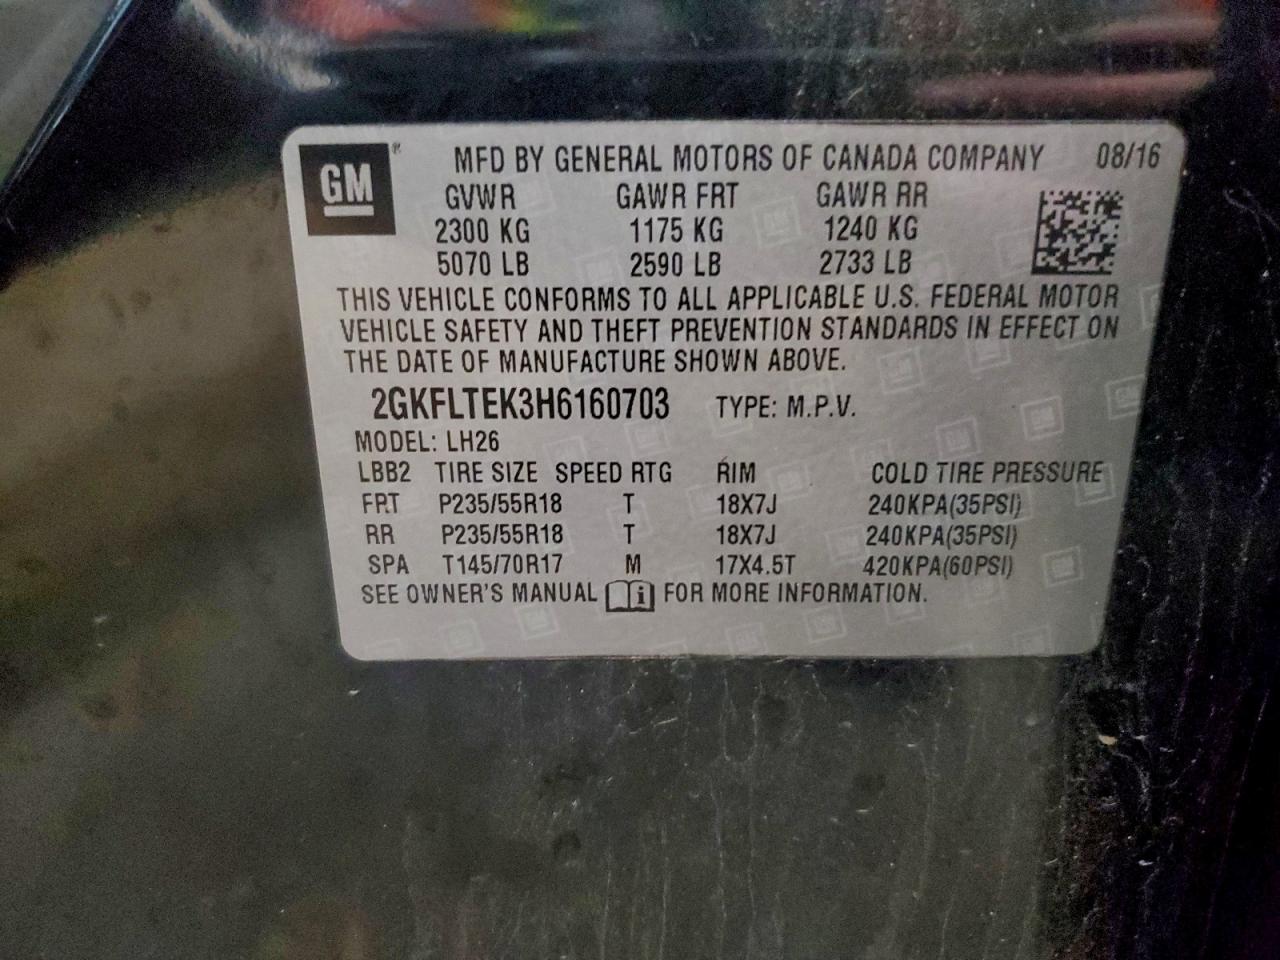 GM®
MFD BY GENERAL MOTORS OF CANADA COMPANY 08/16
GVWR GAWR FRT GAWR RR
2300 KG 1175 KG 1240 KG
5070 LB 2590 LB 2733 LB
THIS VEHICLE CONFORMS TO ALL APPLICABLE U.S. FEDERAL MOTOR
VEHICLE SAFETY AND THEFT PREVENTION STANDARDS IN EFFECT ON
THE DATE OF MANUFACTURE SHOWN ABOVE.
2GKFLTEK3H6160703 TYPE: M.P.V.
MODEL: LH26
LBB2 TIRE SIZE SPEED RTG RIM COLD TIRE PRESSURE
FRT P235/55R18 T 18X7J 240KPA(35PSI)
RR P235/55R18 T 18X7J 240KPA(35PSI)
SPA T145/70R17 M 17X4.5T 420KPA(60PSI)
SEE OWNER'S MANUAL i FOR MORE INFORMATION.